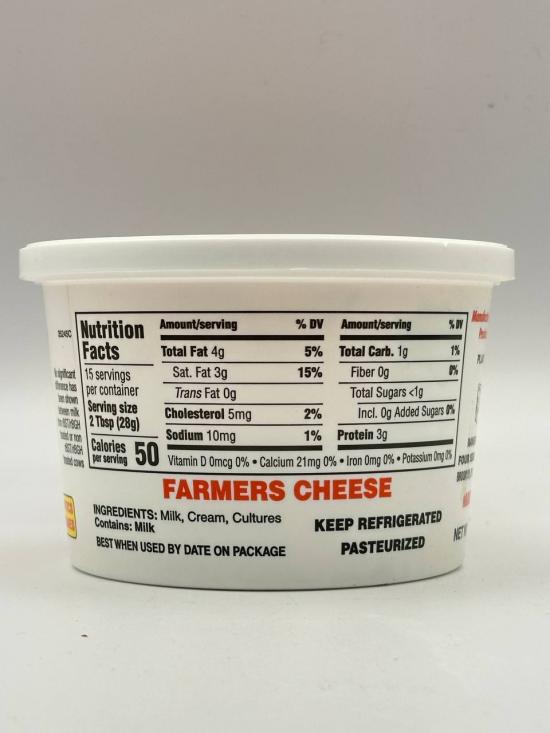 Nutrition
Facts
15 servings
per container
Serving size
2 Tbsp (28g)
Calories
per serving 50
Amount/serving % DV
Total Fat 4g 5%
Sat. Fat 3g 15%
Trans Fat 0g
Cholesterol 5mg 2%
Sodium 10mg 1%
Amount/serving % DV
Total Carb. 1g 1%
Fiber 0g 0%
Total Sugars <1g
Incl. 0g Added Sugars 0%
Protein 3g
Vitamin D 0mcg 0% • Calcium 21mg 0% • Iron 0mg 0% • Potassium 0mg 0%
FARMERS CHEESE
INGREDIENTS: Milk, Cream, Cultures
Contains: Milk
BEST WHEN USED BY DATE ON PACKAGE
KEEP REFRIGERATED
PASTEURIZED
NET